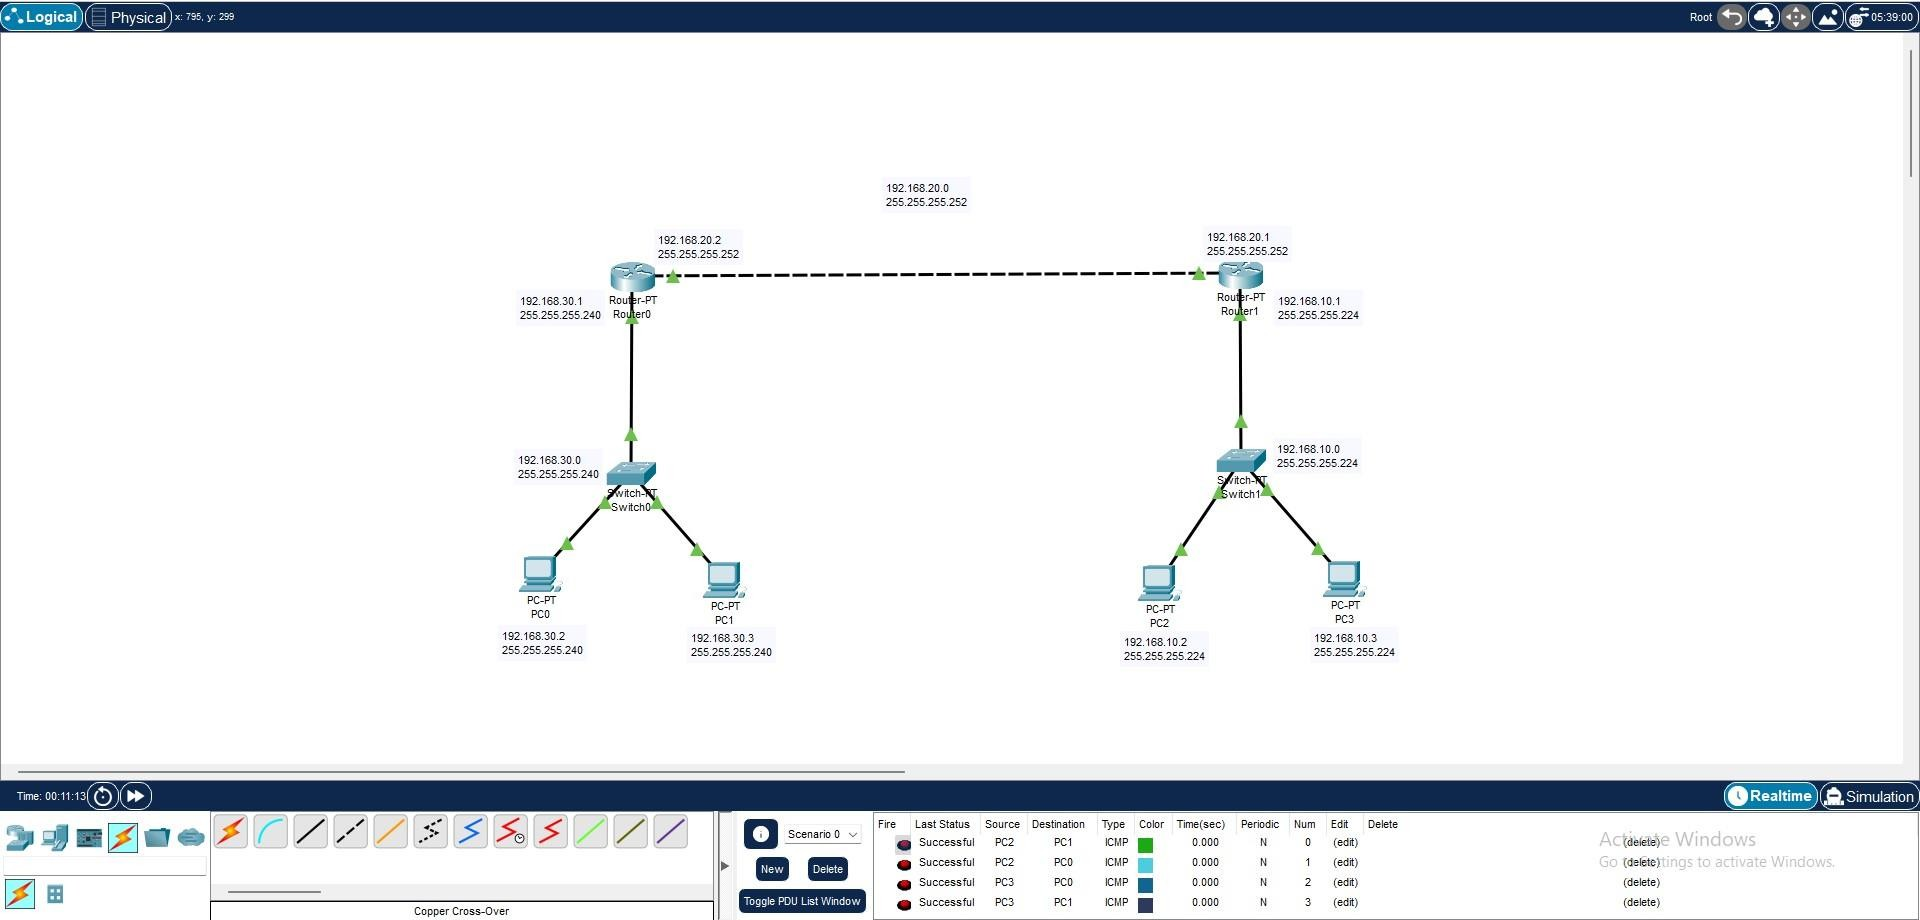 Logical
Physical
x: 795, y: 299
Root
05:39:00
192.168.20.0
255.255.255.252
192.168.20.2
255.255.255.252
192.168.20.1
255.255.255.252
192.168.30.1
255.255.255.240
Router-PT
Router0
Router-PT
Router1
192.168.10.1
255.255.255.224
192.168.30.0
255.255.255.240
Switch-PT
Switch0
192.168.10.0
255.255.255.224
Switch-PT
Switch1
PC-PT
PC0
192.168.30.2
255.255.255.240
PC-PT
PC1
192.168.30.3
255.255.255.240
PC-PT
PC2
192.168.10.2
255.255.255.224
PC-PT
PC3
192.168.10.3
255.255.255.224
Time: 00:11:13
Realtime
Simulation
Copper Cross-Over
Scenario 0
New
Delete
Toggle PDU List Window
Fire Last Status Source Destination Type Color Time(sec) Periodic Num Edit Delete
Successful PC2 PC1 ICMP 0.000 N 0 (edit) (delete)
Successful PC2 PC0 ICMP 0.000 N 1 (edit) (delete)
Successful PC3 PC0 ICMP 0.000 N 2 (edit) (delete)
Successful PC3 PC1 ICMP 0.000 N 3 (edit) (delete)
Activate Windows
Go to Settings to activate Windows.